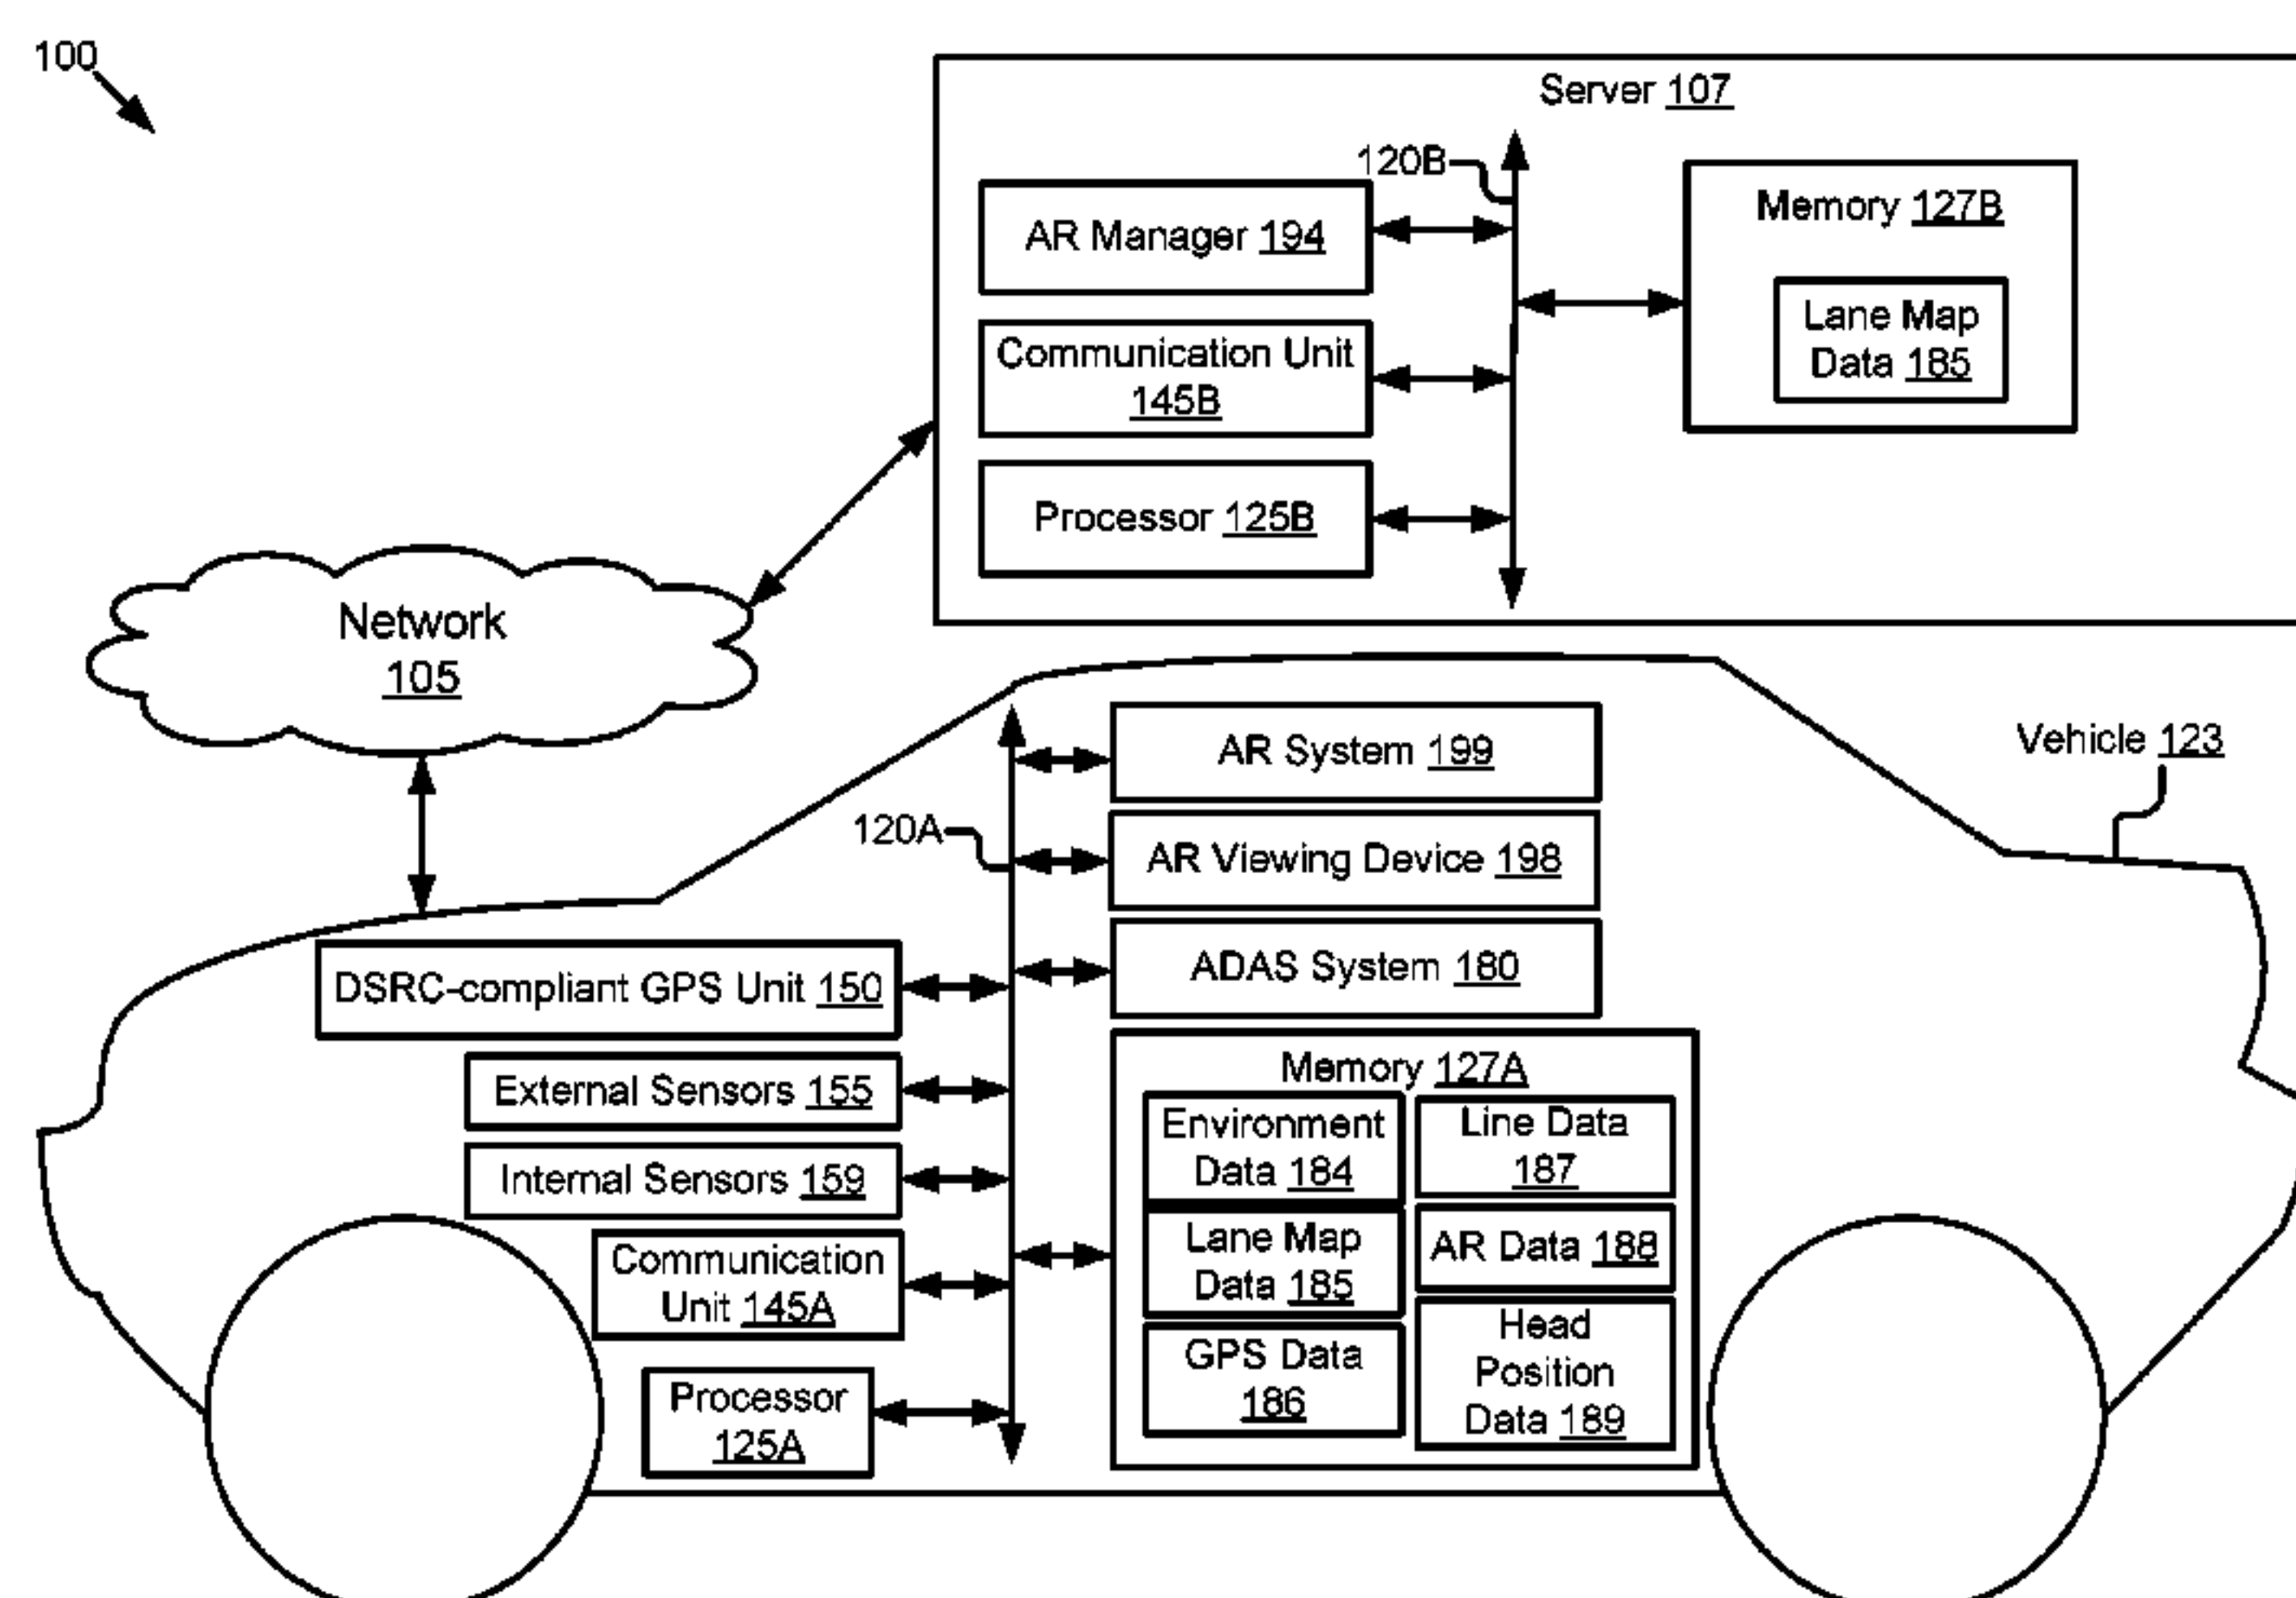 100
Server 107
120B
AR Manager 194
Communication Unit
145B
Processor 125B
Memory 127B
Lane Map
Data 185
Network
105
Vehicle 123
120A
AR System 199
AR Viewing Device 198
ADAS System 180
DSRC-compliant GPS Unit 150
External Sensors 155
Internal Sensors 159
Communication
Unit 145A
Processor
125A
Memory 127A
Environment
Data 184
Lane Map
Data 185
GPS Data
186
Line Data
187
AR Data 188
Head
Position
Data 189